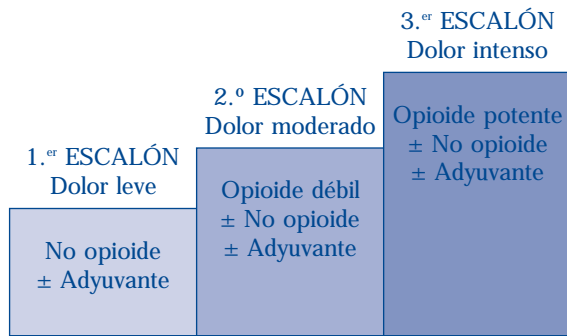 1.er ESCALÓN
Dolor leve
No opioide
± Adyuvante
2.º ESCALÓN
Dolor moderado
Opioide débil
± No opioide
± Adyuvante
3.er ESCALÓN
Dolor intenso
Opioide potente
± No opioide
± Adyuvante